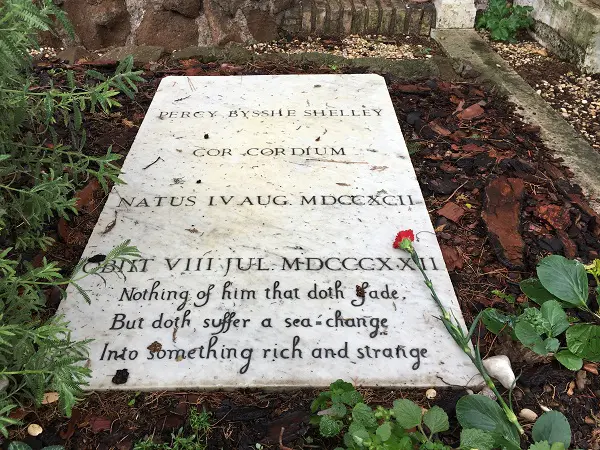 PERCY BYSSHE SHELLEY
COR CORDIUM
NATUS IV AUG. MDCCXCII
OBIIT VIII JUL. MDCCCXXII
Nothing of him that doth fade,
But doth suffer a sea-change
Into something rich and strange